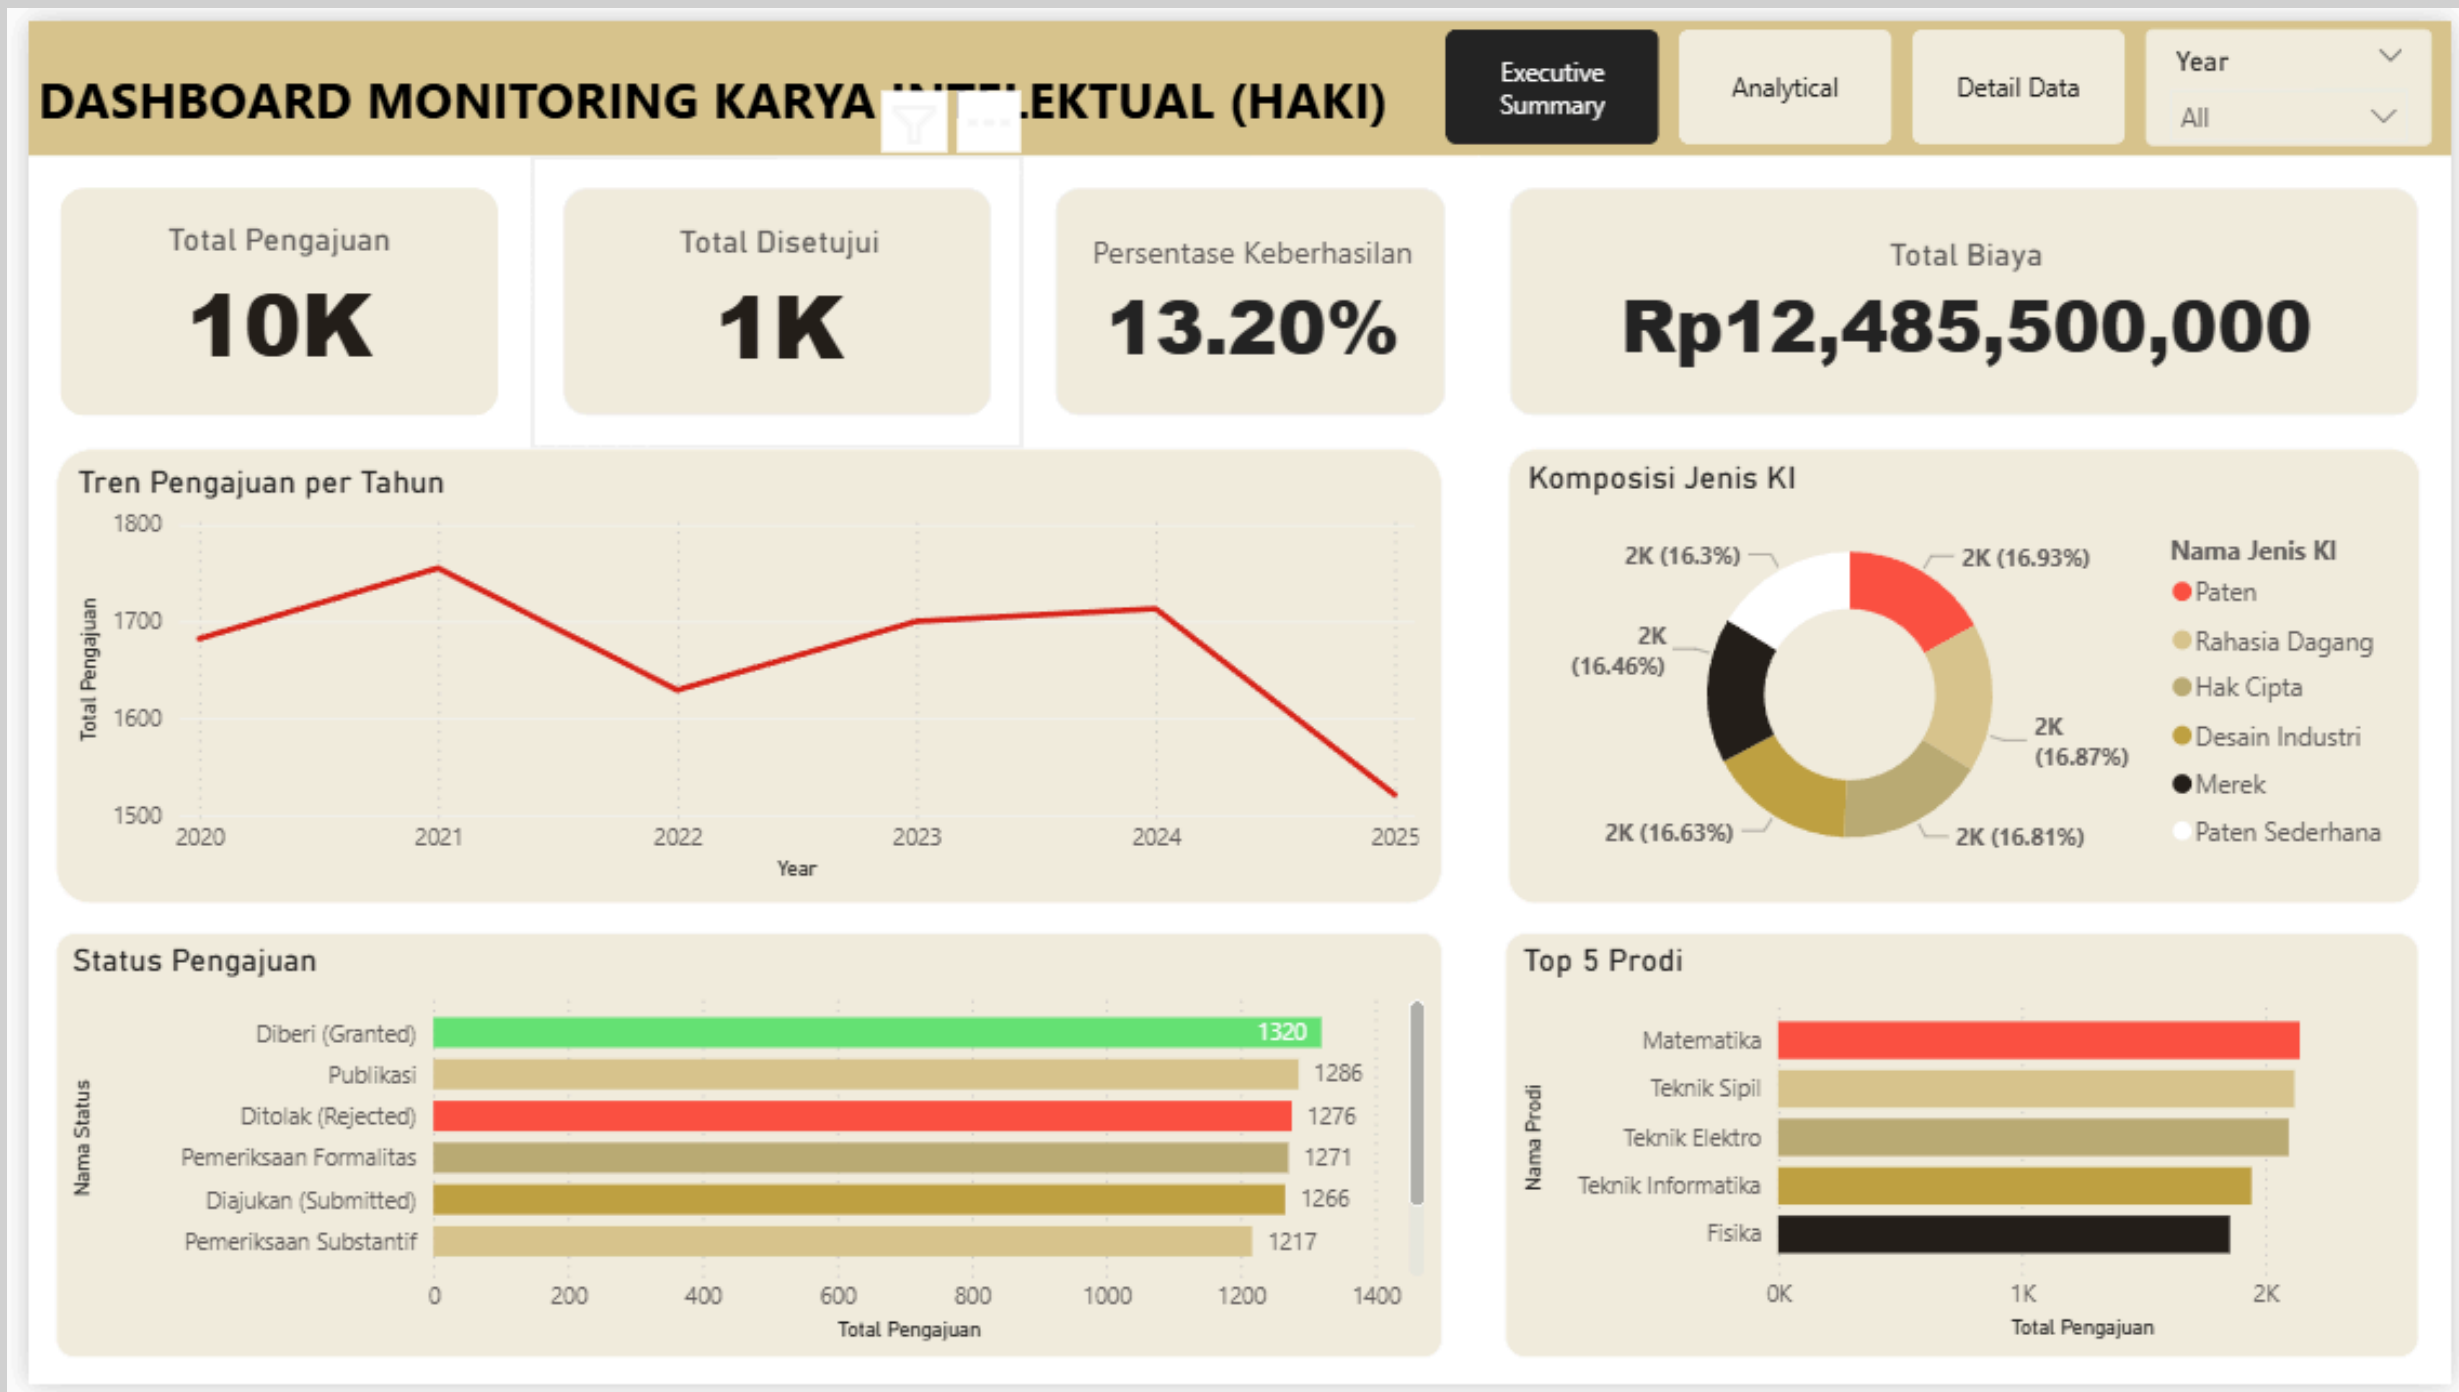 DASHBOARD MONITORING KARYA INTELEKTUAL (HAKI)
Executive
Summary
Analytical
Detail Data
Year
All
Total Pengajuan
10K
Total Disetujui
1K
Persentase Keberhasilan
13.20%
Total Biaya
Rp12,485,500,000
Tren Pengajuan per Tahun
Total Pengajuan
1800
1700
1600
1500
2020
2021
2022
2023
2024
2025
Year
Komposisi Jenis KI
2K (16.3%)
2K (16.93%)
2K
(16.46%)
2K
(16.87%)
2K (16.63%)
2K (16.81%)
Nama Jenis KI
Paten
Rahasia Dagang
Hak Cipta
Desain Industri
Merek
Paten Sederhana
Status Pengajuan
Nama Status
Diberi (Granted)
1320
Publikasi
1286
Ditolak (Rejected)
1276
Pemeriksaan Formalitas
1271
Diajukan (Submitted)
1266
Pemeriksaan Substantif
1217
0
200
400
600
800
1000
1200
1400
Total Pengajuan
Top 5 Prodi
Nama Prodi
Matematika
Teknik Sipil
Teknik Elektro
Teknik Informatika
Fisika
0K
1K
2K
Total Pengajuan